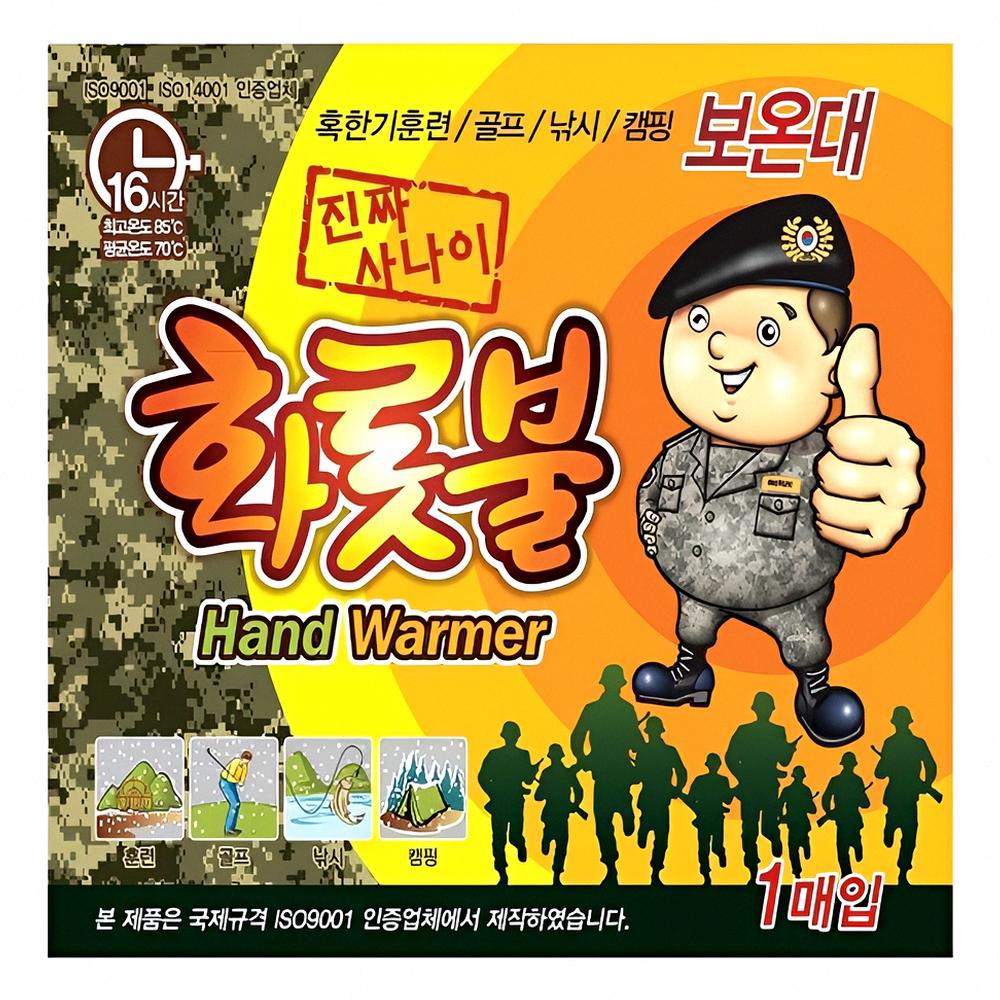 ISO9001· ISO14001 인증업체
혹한기훈련/골프/낚시/캠핑
보온대
16시간
최고온도 85℃
평균온도 70℃
진짜
사나이
화롯불
Hand Warmer
훈련
골프
낚시
캠핑
1매입
본 제품은 국제규격 ISO9001 인증업체에서 제작하였습니다.